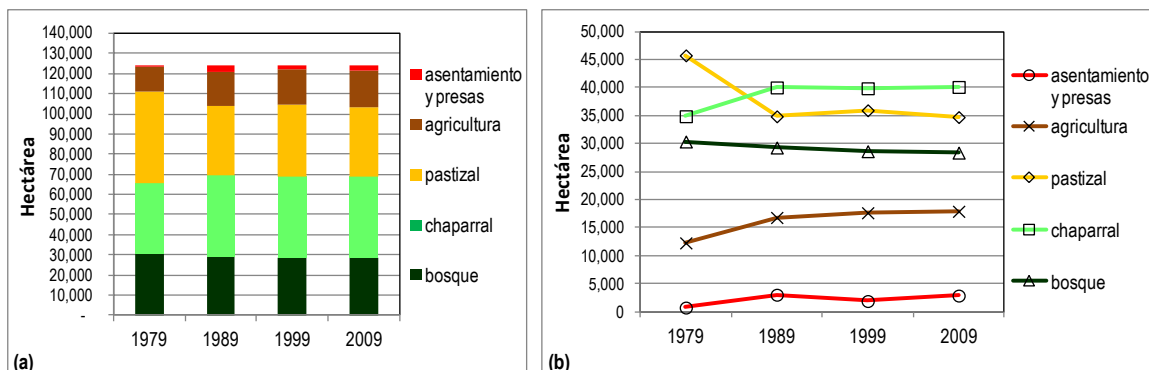 140,000
130,000
120,000
110,000
100,000
90,000
80,000
70,000
60,000
50,000
40,000
30,000
20,000
10,000
-
Hectárea
1979 1989 1999 2009
asentamiento
y presas
agricultura
pastizal
chaparral
bosque
(a)
50,000
45,000
40,000
35,000
30,000
25,000
20,000
15,000
10,000
5,000
0
Hectárea
1979 1989 1999 2009
asentamiento
y presas
agricultura
pastizal
chaparral
bosque
(b)